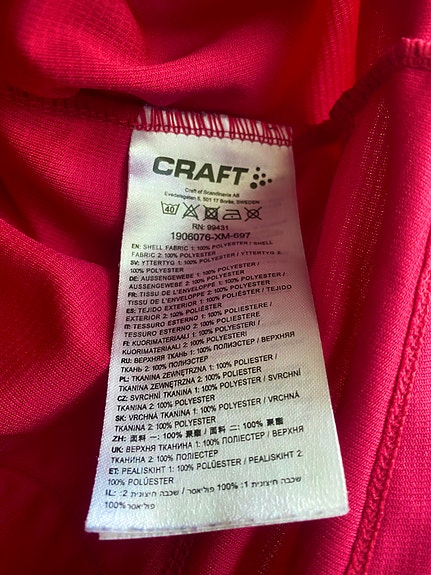 CRAFT
Craft of Scandinavia AB
Evedalsgatan 5, 501 17 Borås, SWEDEN
40
RN: 99431
1906076-XM-697
EN: SHELL FABRIC 1: 100% POLYESTER / SHELL
FABRIC 2: 100% POLYESTER
SV: YTTERTYG 1: 100% POLYESTER / YTTERTYG 2:
100% POLYESTER
DE: AUSSENGEWEBE 1: 100% POLYESTER /
AUSSENGEWEBE 2: 100% POLYESTER
FR: TISSU DE L'ENVELOPPE 1: 100% POLYESTER /
TISSU DE L'ENVELOPPE 2: 100% POLYESTER
ES: TEJIDO EXTERIOR 1: 100% POLIÉSTER / TEJIDO
EXTERIOR 2: 100% POLIÉSTER
IT: TESSURO ESTERNO 1: 100% POLIESTERE /
TESSURO ESTERNO 2: 100% POLIESTERE
FI: KUORIMATERIAALI 1: 100% POLYESTERI /
KUORIMATERIAALI 2: 100% POLYESTERI
RU: ВЕРХНЯЯ ТКАНЬ 1: 100% ПОЛИЭСТЕР / ВЕРХНЯЯ
ТКАНЬ 2: 100% ПОЛИЭСТЕР
PL: TKANINA ZEWNĘTRZNA 1: 100% POLIESTER /
TKANINA ZEWNĘTRZNA 2: 100% POLIESTER
CZ: SVRCHNÍ TKANINA 1: 100% POLYESTER / SVRCHNÍ
TKANINA 2: 100% POLYESTER
SK: VRCHNÁ TKANINA 1: 100% POLYESTER / VRCHNÁ
TKANINA 2: 100% POLYESTER
ZH: 面料 一: 100% 聚酯 / 面料 二: 100% 聚酯
UK: ВЕРХНЯ ТКАНИНА 1: 100% ПОЛІЕСТЕР / ВЕРХНЯ
ТКАНИНА 2: 100% ПОЛІЕСТЕР
ET: PEALISKIHT 1: 100% POLÜESTER / PEALISKIHT 2:
100% POLÜESTER
IL: שכבה חיצונית 1: 100% פוליאסטר / שכבה חיצונית 2:
100% פוליאסטר